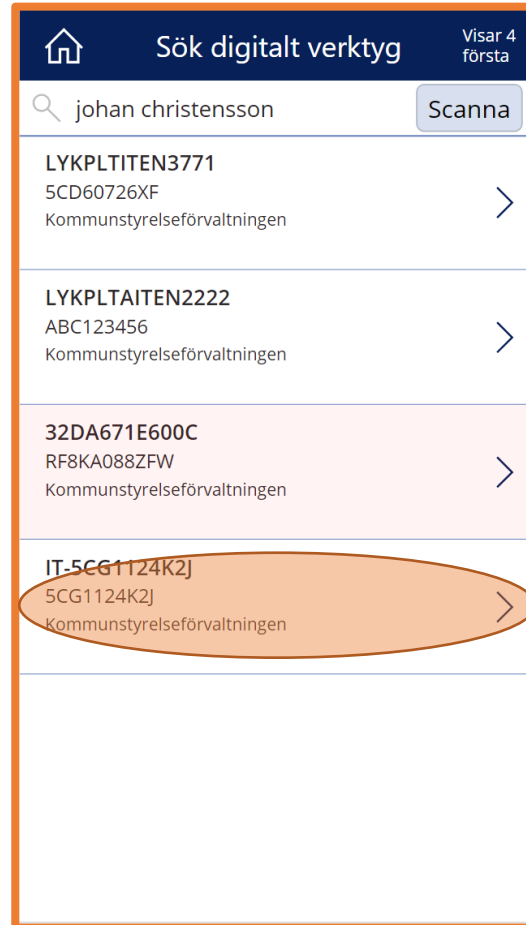 Sök digitalt verktyg
Visar 4
första
johan christensson
Scanna
LYKPLTITEN3771
5CD60726XF
Kommunstyrelseförvaltningen
LYKPLTAITEN2222
ABC123456
Kommunstyrelseförvaltningen
32DA671E600C
RF8KA088ZFW
Kommunstyrelseförvaltningen
IT-5CG1124K2J
5CG1124K2J
Kommunstyrelseförvaltningen